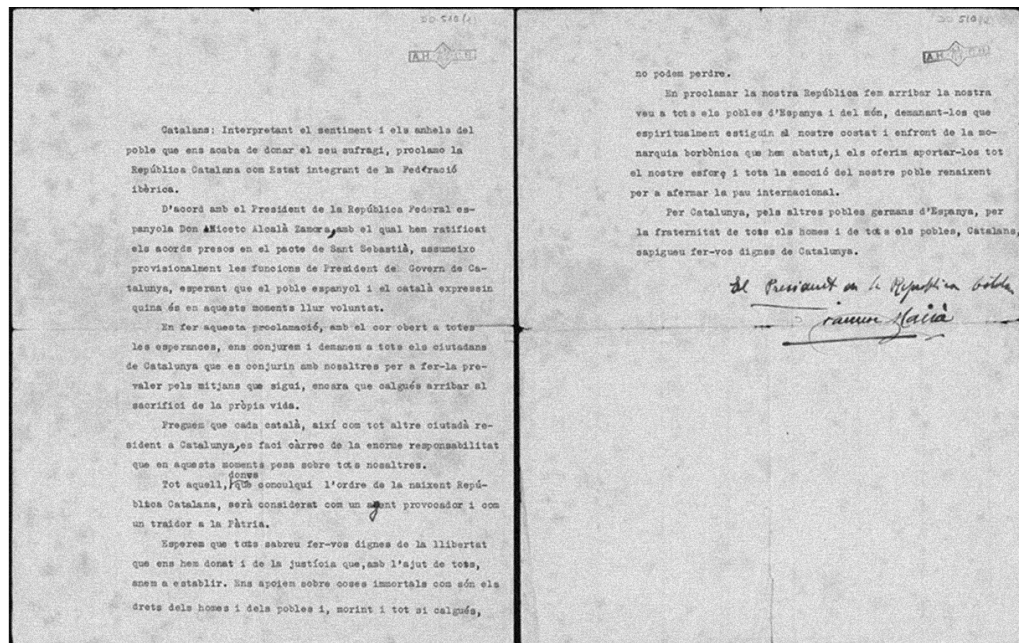 DO 510/1
Catalans: Interpretant el sentiment i els anhels del
poble que ens acaba de donar el seu sufragi, proclamo la
República Catalana com Estat integrant de la Federació
ibèrica.
D'acord amb el President de la República Federal es-
panyola Don Niceto Alcalà Zamora, amb el qual hem ratificat
els acords presos en el pacte de Sant Sebastià, assumeixo
provisionalment les funcions de President del Govern de Ca-
talunya, esperant que el poble espanyol i el català expressin
quina és en aquests moments llur voluntat.
En fer aquesta proclamació, amb el cor obert a totes
les esperances, ens conjurem i demanem a tots els ciutadans
de Catalunya que es conjurin amb nosaltres per a fer-la pre-
valer pels mitjans que sigui, encara que calgués arribar al
sacrifici de la pròpia vida.
Preguem que cada català, així com tot altre ciutadà re-
sident a Catalunya, es faci càrrec de la enorme responsabilitat
que en aquests moments pesa sobre tots nosaltres.
donvs
Tot aquell, que conculqui l'ordre de la naixent Repú-
blica Catalana, serà considerat com un agent provocador i com
un traidor a la Pàtria.
Esperem que tots sabreu fer-vos dignes de la llibertat
que ens hem donat i de la justícia que, amb l'ajut de tots,
anem a establir. Ens apoiem sobre coses immortals com són els
drets dels homes i dels pobles i, morint i tot si calgués,
DO 510/2
no podem perdre.
En proclamar la nostra República fem arribar la nostra
veu a tots els pobles d'Espanya i del món, demanant-los que
espiritualment estiguin al nostre costat i enfront de la mo-
narquia borbònica que hem abatut, i els oferim aportar-los tot
el nostre esforç i tota la emoció del nostre poble renaixent
per a afermar la pau internacional.
Per Catalunya, pels altres pobles germans d'Espanya, per
la fraternitat de tots els homes i de tots els pobles, Catalans,
sapigueu fer-vos dignes de Catalunya.
El President de la República Catalana
Francesc Macià